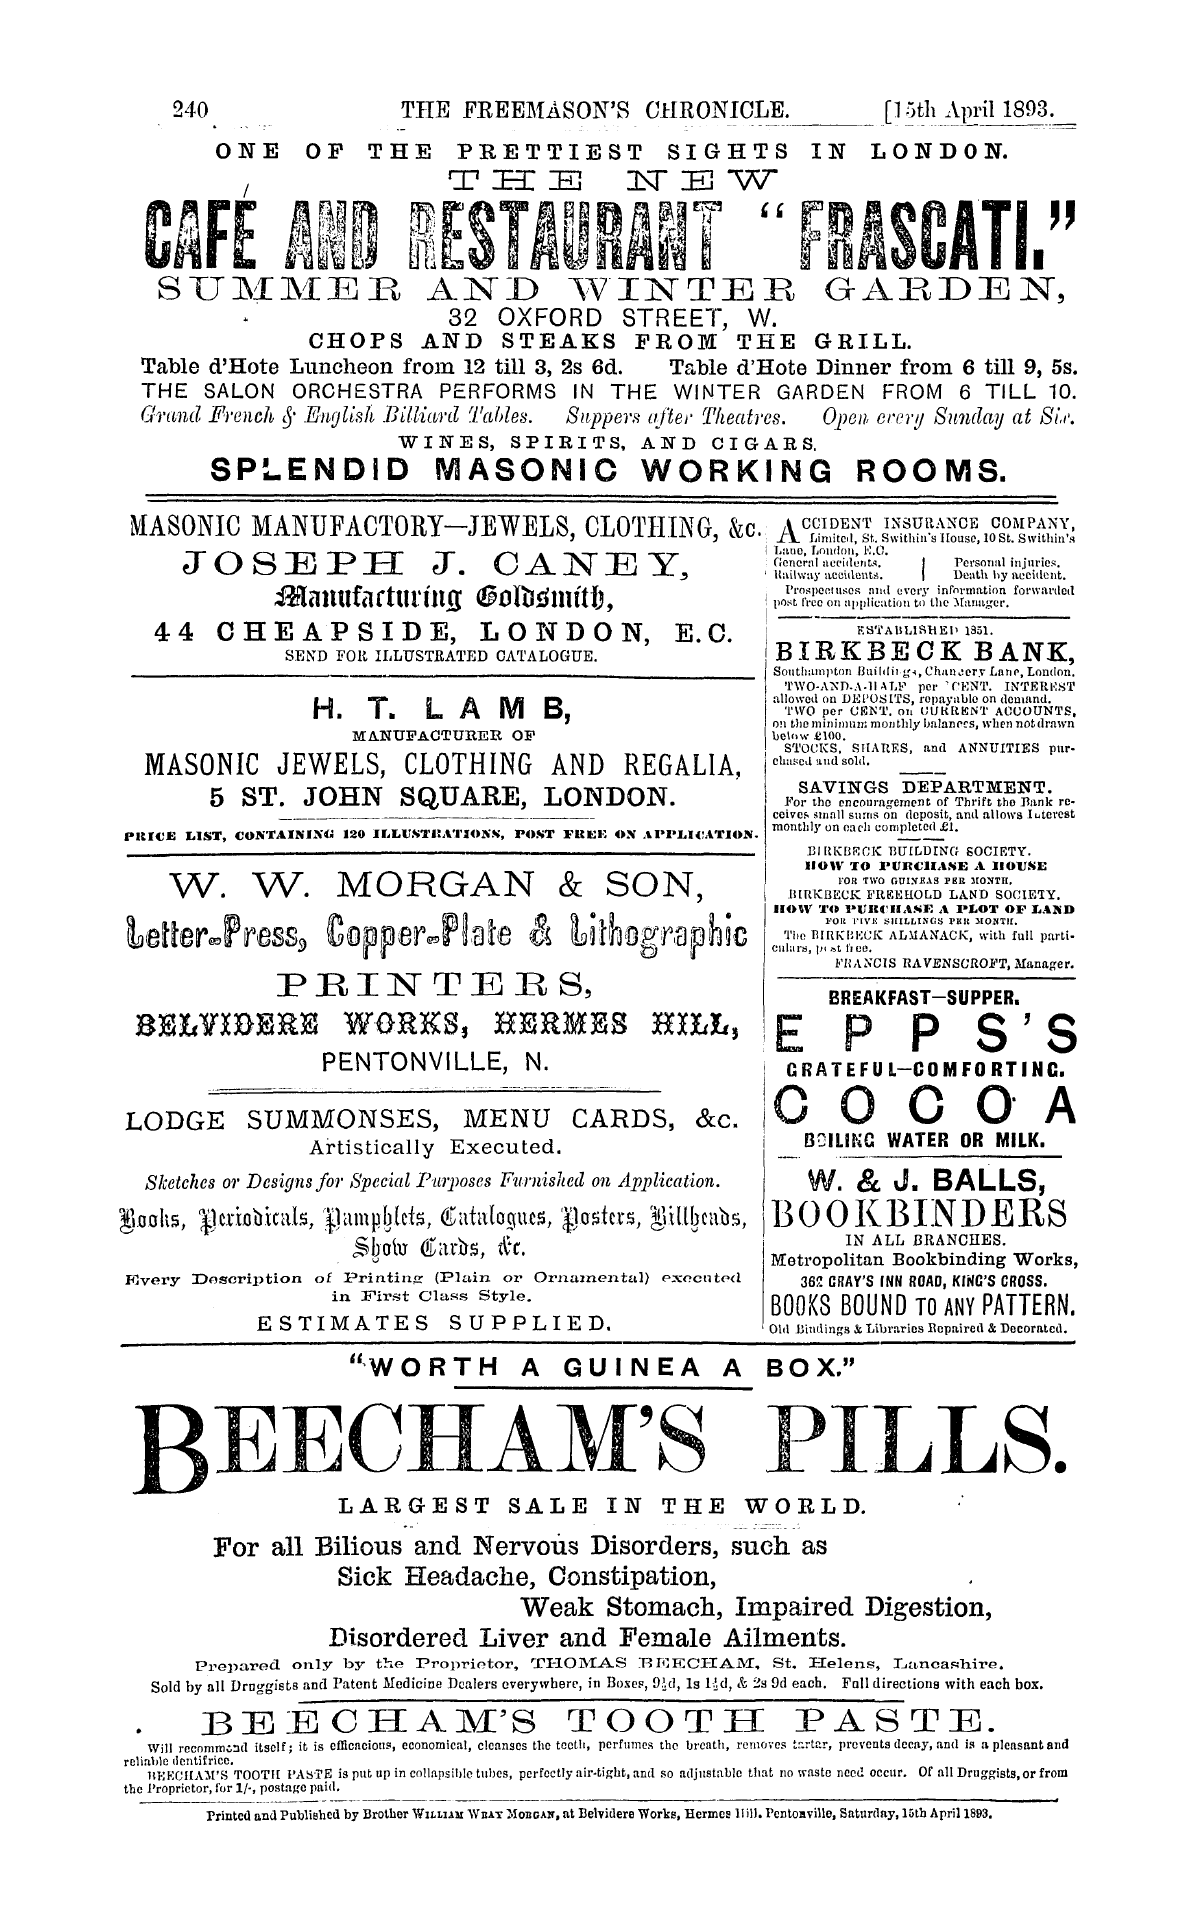 240 THE FREEMASON'S CHRONICLE. [15th April 1893.
ONE OF THE PRETTIEST SIGHTS IN LONDON.
THE NEW
CAFÉ AND RESTAURANT "FRASCATI."
SUMMER AND WINTER GARDEN,
32 OXFORD STREET, W.
CHOPS AND STEAKS FROM THE GRILL.
Table d'Hote Luncheon from 12 till 3, 2s 6d. Table d'Hote Dinner from 6 till 9, 5s.
THE SALON ORCHESTRA PERFORMS IN THE WINTER GARDEN FROM 6 TILL 10.
Grand French & English Billiard Tables. Suppers after Theatres. Open every Sunday at Six.
WINES, SPIRITS, AND CIGARS.
SPLENDID MASONIC WORKING ROOMS.
MASONIC MANUFACTORY—JEWELS, CLOTHING, &c.
JOSEPH J. CANEY,
Manufacturing Goldsmith,
44 CHEAPSIDE, LONDON, E.C.
SEND FOR ILLUSTRATED CATALOGUE.
H. T. LAMB,
MANUFACTURER OF
MASONIC JEWELS, CLOTHING AND REGALIA,
5 ST. JOHN SQUARE, LONDON.
PRICE LIST, CONTAINING 120 ILLUSTRATIONS, POST FREE ON APPLICATION.
W. W. MORGAN & SON,
Letter-Press, Copper-Plate & Lithographic
PRINTERS,
BELVIDERE WORKS, HERMES HILL,
PENTONVILLE, N.
LODGE SUMMONSES, MENU CARDS, &c.
Artistically Executed.
Sketches or Designs for Special Purposes Furnished on Application.
Books, Periodicals, Pamphlets, Catalogues, Posters, Billheads,
Show Cards, &c.
Every Description of Printing (Plain or Ornamental) executed
in First Class Style.
ESTIMATES SUPPLIED.
ACCIDENT INSURANCE COMPANY,
Limited, St. Swithin's House, 10 St. Swithin's
Lane, London, E.C.
General accidents. | Personal injuries.
Railway accidents. | Death by accident.
Prospectuses and every information forwarded
post free on application to the Manager.
ESTABLISHED 1851.
BIRKBECK BANK,
Southampton Buildings, Chancery Lane, London.
TWO-AND-A-HALF per CENT. INTEREST
allowed on DEPOSITS, repayable on demand.
TWO per CENT. on CURRENT ACCOUNTS,
on the minimum monthly balances, when not drawn
below £100.
STOCKS, SHARES, and ANNUITIES pur-
chased and sold.
SAVINGS DEPARTMENT.
For the encouragement of Thrift the Bank re-
ceives small sums on deposit, and allows Interest
monthly on each completed £1.
BIRKBECK BUILDING SOCIETY.
HOW TO PURCHASE A HOUSE
FOR TWO GUINEAS PER MONTH.
BIRKBECK FREEHOLD LAND SOCIETY.
HOW TO PURCHASE A PLOT OF LAND
FOR FIVE SHILLINGS PER MONTH.
The BIRKBECK ALMANACK, with full parti-
culars, post free.
FRANCIS RAVENSCROFT, Manager.
BREAKFAST—SUPPER.
EPPS'S
GRATEFUL—COMFORTING.
COCOA
BOILING WATER OR MILK.
W. & J. BALLS,
BOOKBINDERS
IN ALL BRANCHES.
Metropolitan Bookbinding Works,
362 GRAY'S INN ROAD, KING'S CROSS.
BOOKS BOUND TO ANY PATTERN.
Old Bindings & Libraries Repaired & Decorated.
"WORTH A GUINEA A BOX."
BEECHAM'S PILLS.
LARGEST SALE IN THE WORLD.
For all Bilious and Nervous Disorders, such as
Sick Headache, Constipation,
Weak Stomach, Impaired Digestion,
Disordered Liver and Female Ailments.
Prepared only by the Proprietor, THOMAS BEECHAM, St. Helens, Lancashire.
Sold by all Druggists and Patent Medicine Dealers everywhere, in Boxes, 9½d, 1s 1½d, & 2s 9d each. Full directions with each box.
BEECHAM'S TOOTH PASTE.
Will recommend itself; it is efficacious, economical, cleanses the teeth, perfumes the breath, removes tartar, prevents decay, and is a pleasant and
reliable dentifrice.
BEECHAM'S TOOTH PASTE is put up in collapsible tubes, perfectly air-tight, and so adjustable that no waste need occur. Of all Druggists, or from
the Proprietor, for 1/-, postage paid.
Printed and Published by Brother WILLIAM WRAY MORGAN, at Belvidere Works, Hermes Hill, Pentonville, Saturday, 15th April 1893.